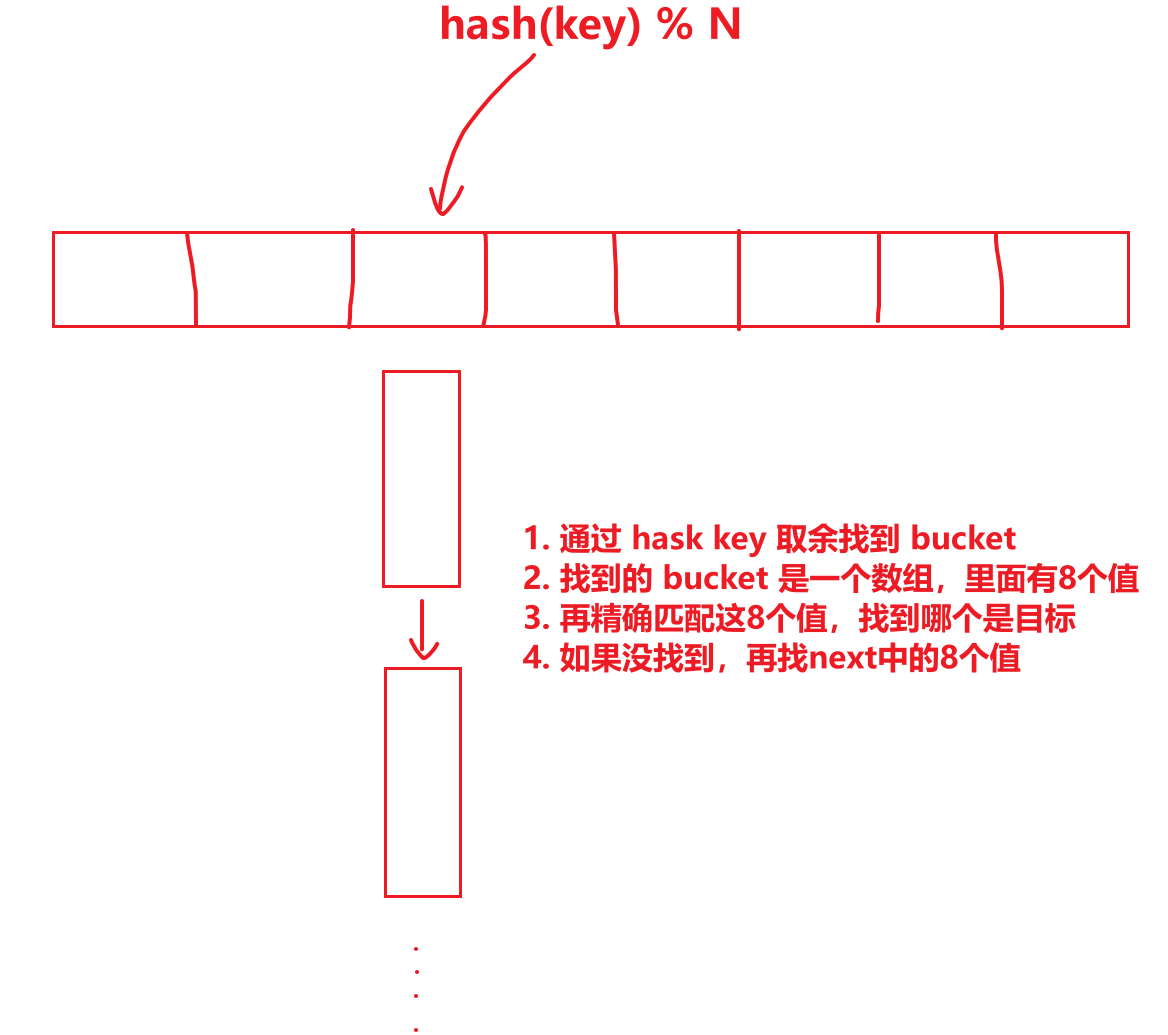 hash(key) % N
1. 通过 hask key 取余找到 bucket
2. 找到的 bucket 是一个数组，里面有8个值
3. 再精确匹配这8个值，找到哪个是目标
4. 如果没找到，再找next中的8个值